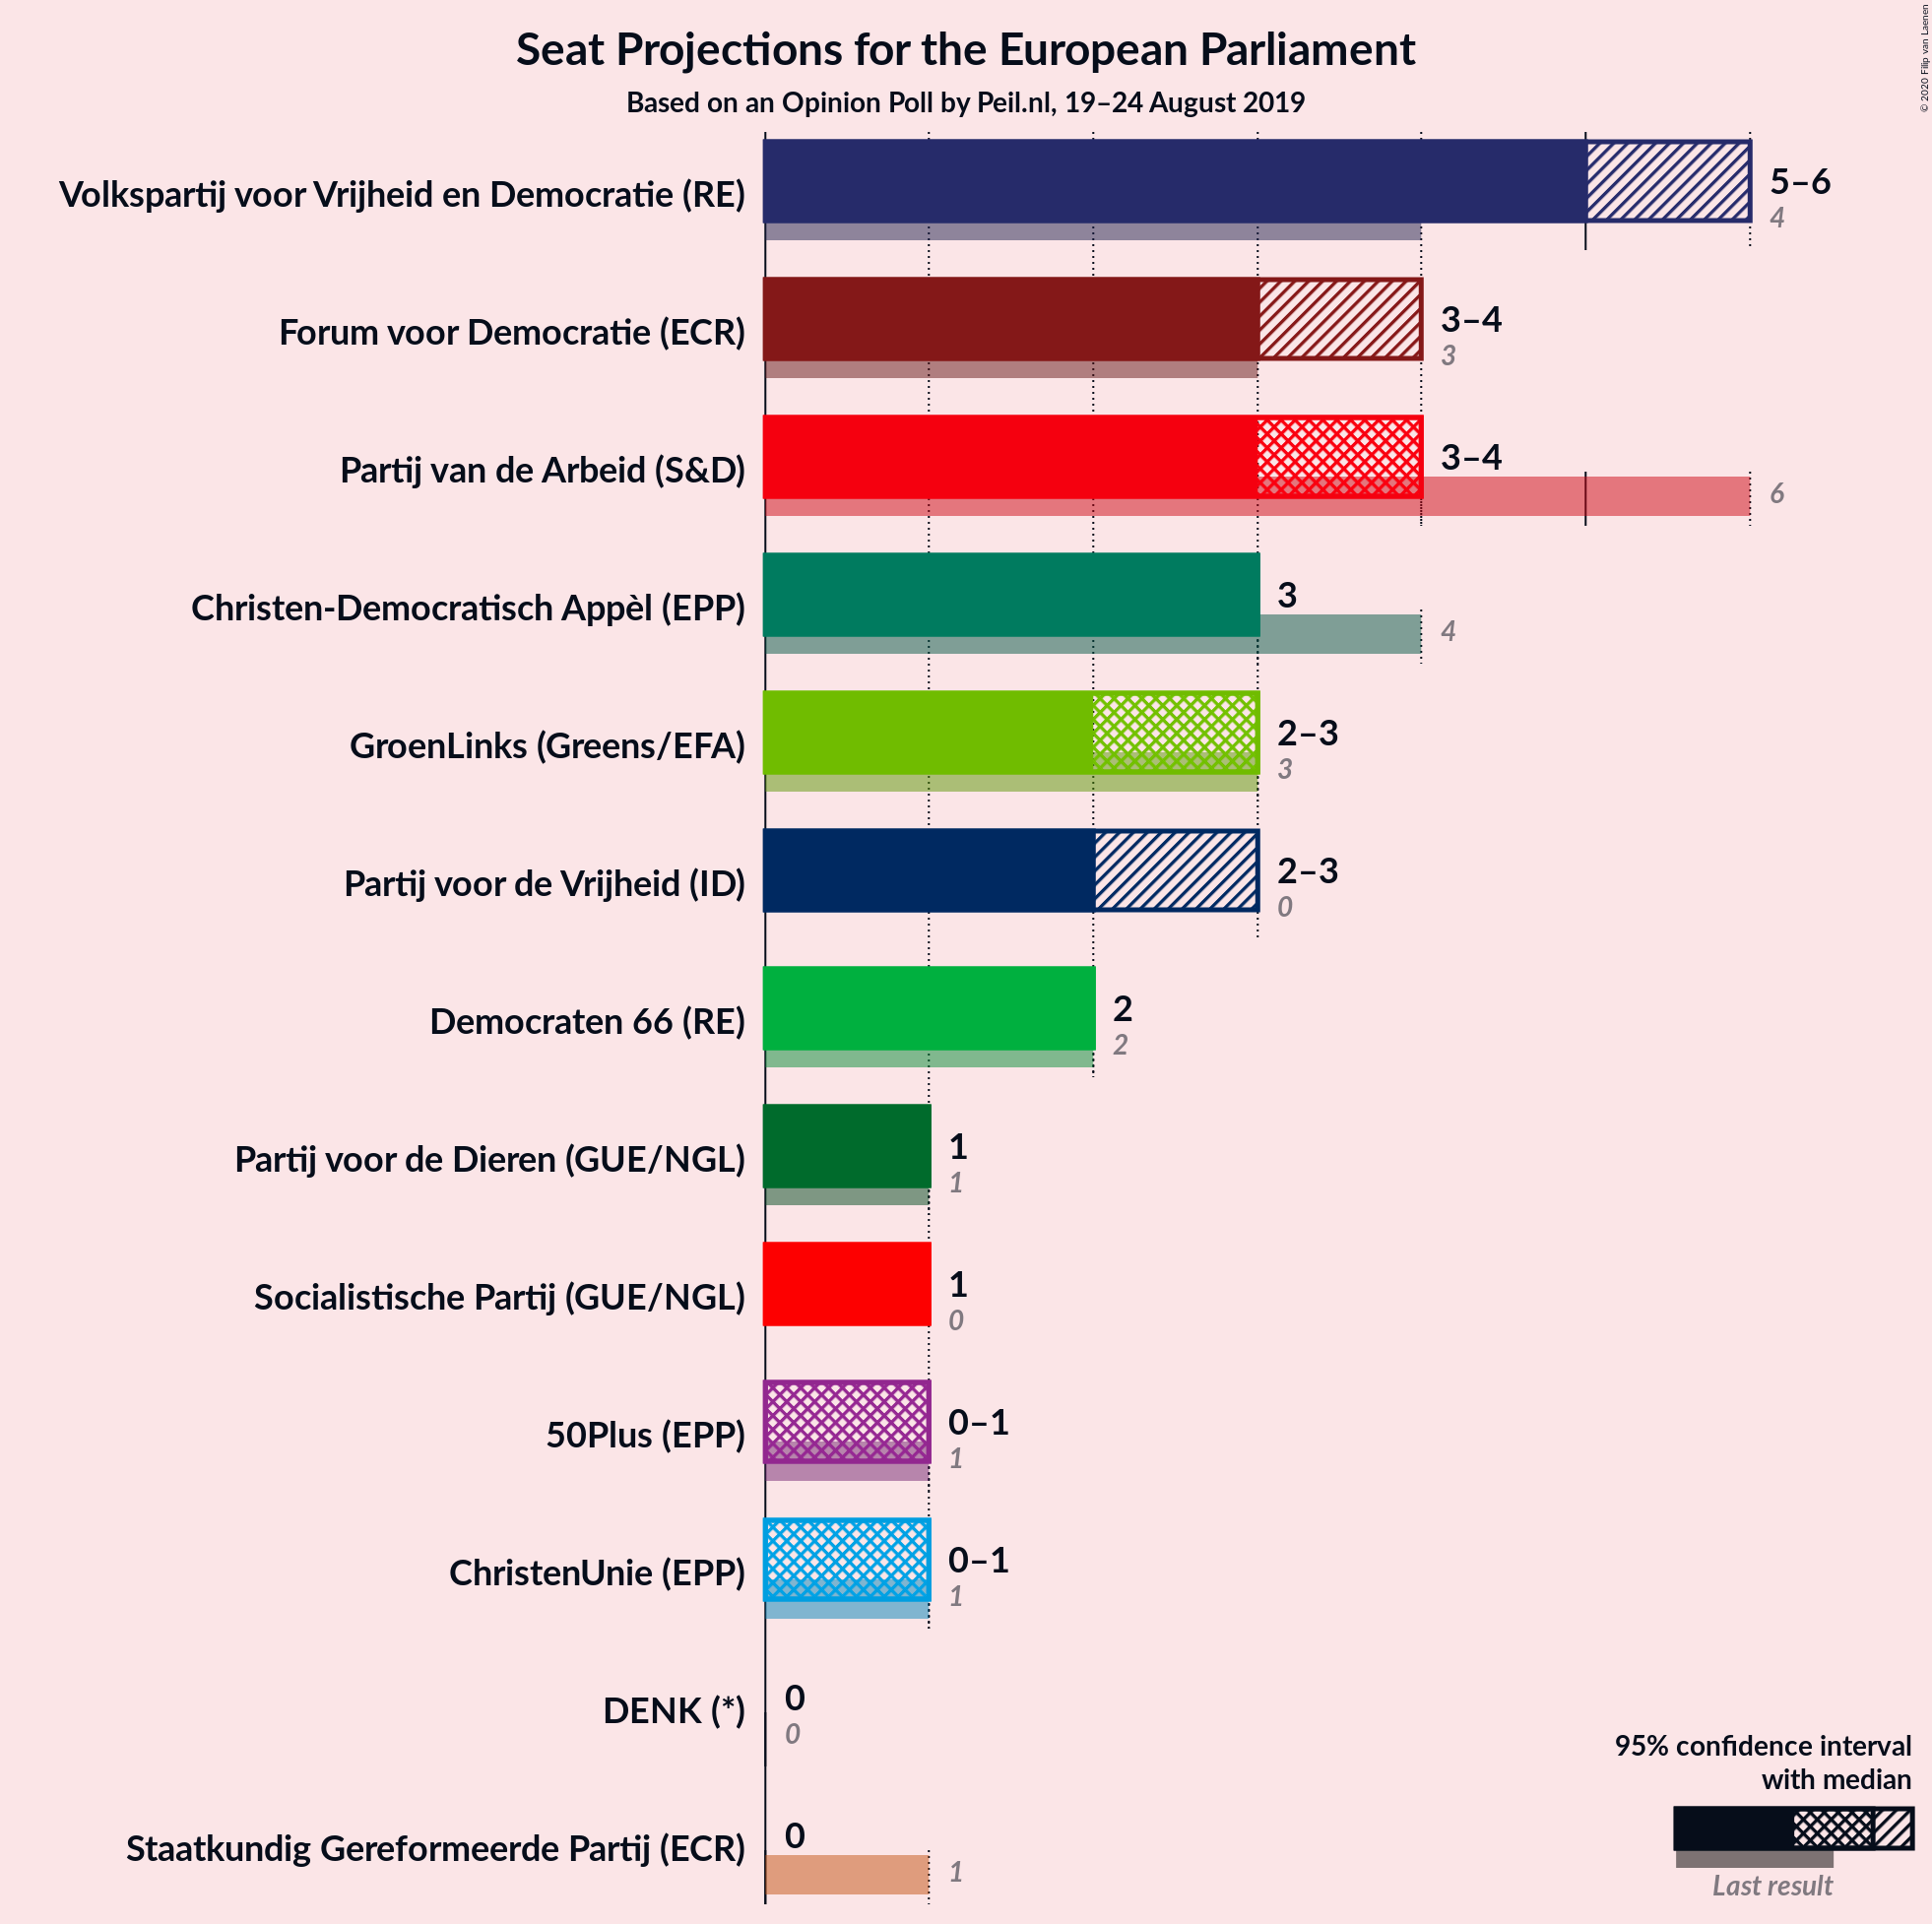 Seat Projections for the European Parliament
Based on an Opinion Poll by Peil.nl, 19–24 August 2019
© 2020 Filip van Laenen
Volkspartij voor Vrijheid en Democratie (RE)
5–6
4
Forum voor Democratie (ECR)
3–4
3
Partij van de Arbeid (S&D)
3–4
6
Christen-Democratisch Appèl (EPP)
3
4
GroenLinks (Greens/EFA)
2–3
3
Partij voor de Vrijheid (ID)
2–3
0
Democraten 66 (RE)
2
2
Partij voor de Dieren (GUE/NGL)
1
1
Socialistische Partij (GUE/NGL)
1
0
50Plus (EPP)
0–1
1
ChristenUnie (EPP)
0–1
1
DENK (*)
0
0
Staatkundig Gereformeerde Partij (ECR)
0
1
95% confidence interval
with median
Last result